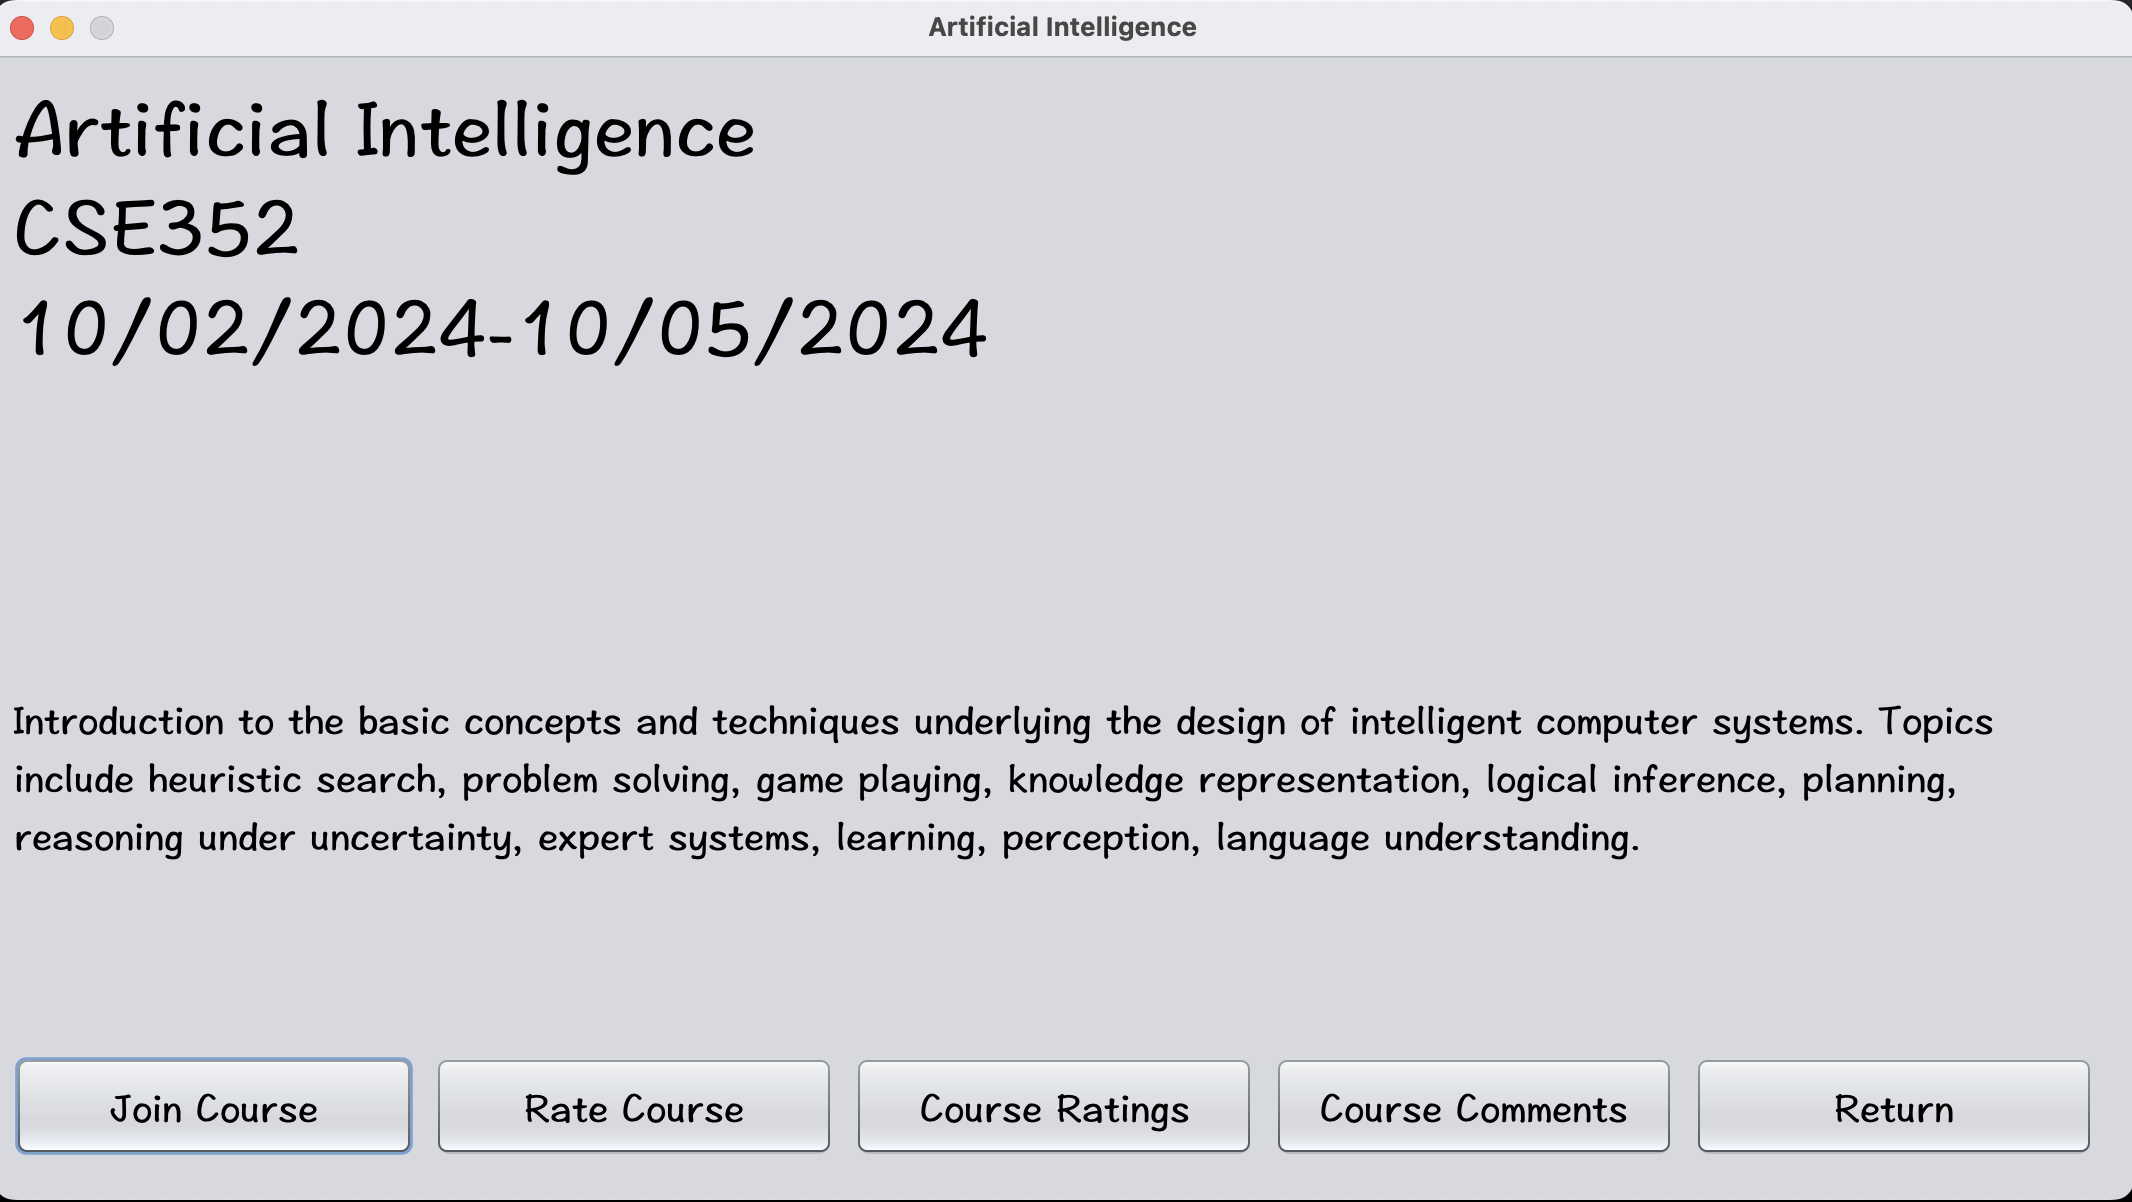 Artificial Intelligence
Artificial Intelligence
CSE352
10/02/2024-10/05/2024
Introduction to the basic concepts and techniques underlying the design of intelligent computer systems. Topics
include heuristic search, problem solving, game playing, knowledge representation, logical inference, planning,
reasoning under uncertainty, expert systems, learning, perception, language understanding.
Join Course
Rate Course
Course Ratings
Course Comments
Return